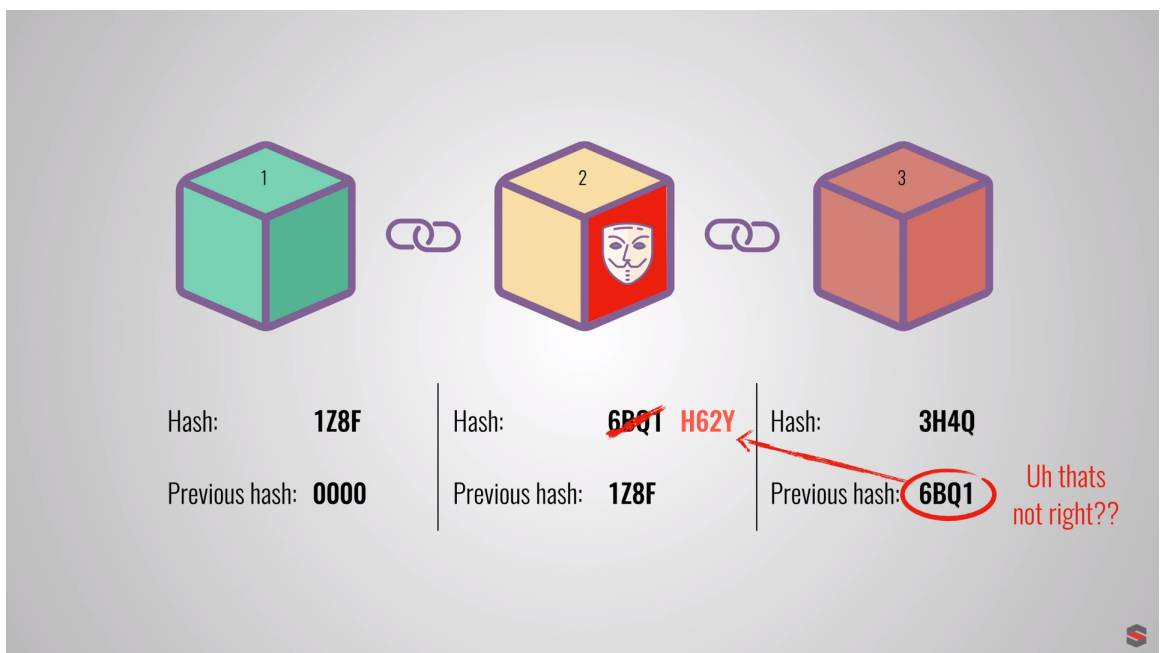 1
2
3
Hash: 1Z8F
Previous hash: 0000
Hash: 6BQ1 H62Y
Previous hash: 1Z8F
Hash: 3H4Q
Previous hash: 6BQ1
Uh thats
not right??